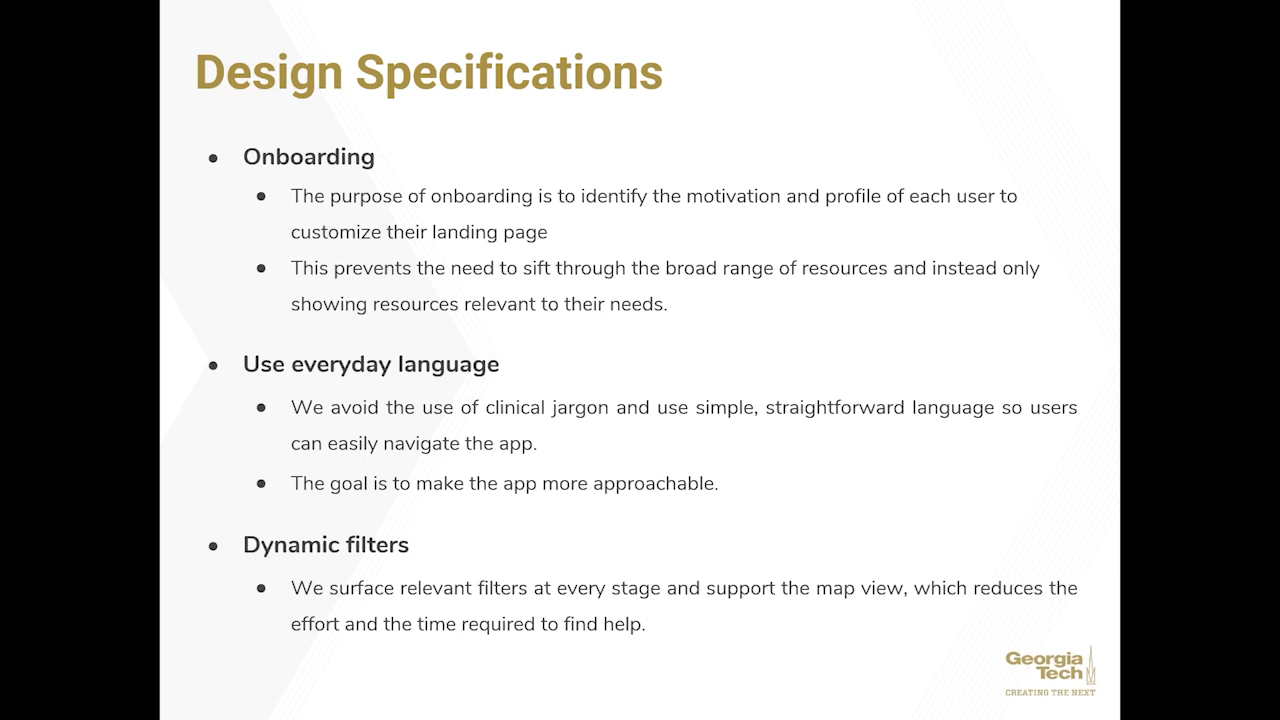 Design Specifications
● Onboarding
● The purpose of onboarding is to identify the motivation and profile of each user to
customize their landing page
● This prevents the need to sift through the broad range of resources and instead only
showing resources relevant to their needs.
● Use everyday language
● We avoid the use of clinical jargon and use simple, straightforward language so users
can easily navigate the app.
● The goal is to make the app more approachable.
● Dynamic filters
● We surface relevant filters at every stage and support the map view, which reduces the
effort and the time required to find help.
Georgia
Tech
CREATING THE NEXT